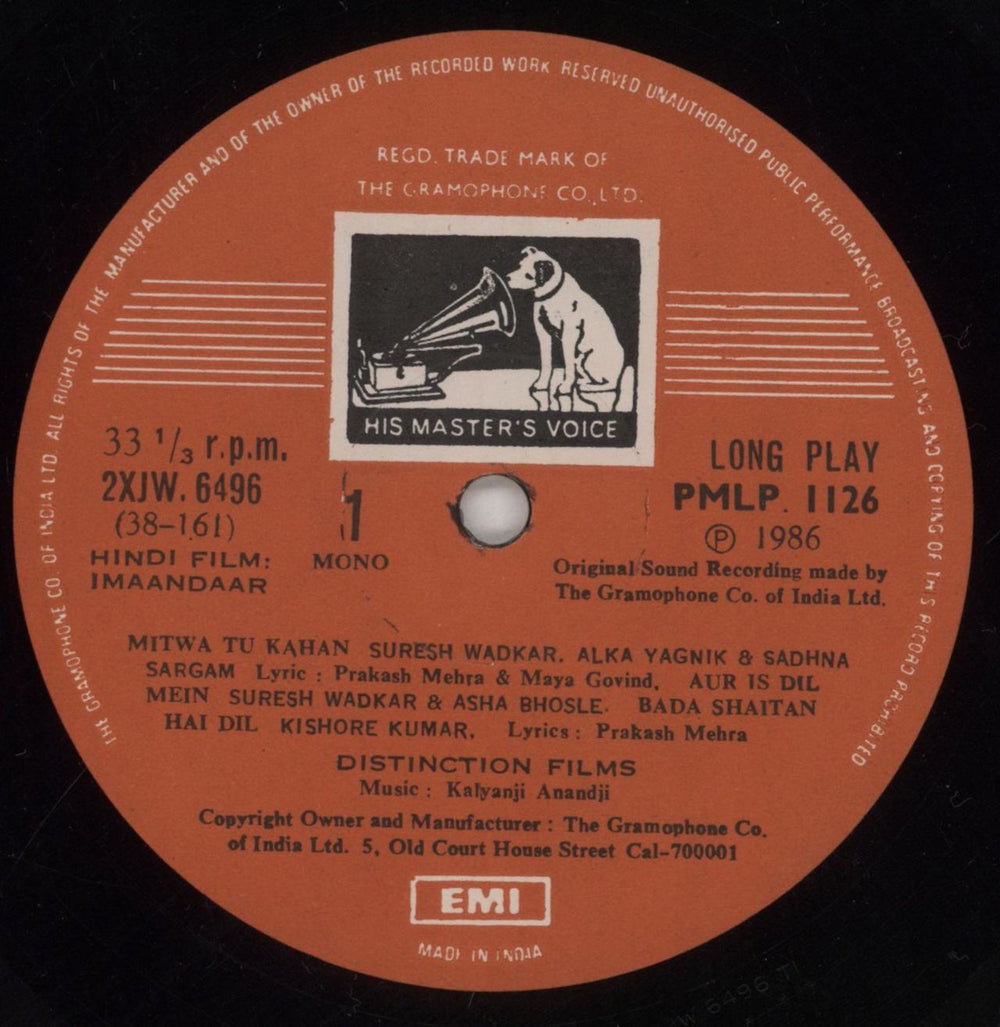 THE GRAMOPHONE CO. OF INDIA LTD. ALL RIGHTS OF THE MANUFACTURER AND OF THE OWNER OF THE RECORDED WORK RESERVED UNAUTHORISED PUBLIC PERFORMANCE BROADCASTING AND COPYING OF THIS RECORD PROHIBITED
REGD. TRADE MARK OF
THE GRAMOPHONE CO., LTD.
HIS MASTER'S VOICE
33 1/3 r.p.m.
2XJW. 6496
(38-161)
HINDI FILM:
IMAANDAAR
1
MONO
LONG PLAY
PMLP. 1126
℗ 1986
Original Sound Recording made by
The Gramophone Co. of India Ltd.
MITWA TU KAHAN SURESH WADKAR. ALKA YAGNIK & SADHNA
SARGAM Lyric : Prakash Mehra & Maya Govind. AUR IS DIL
MEIN SURESH WADKAR & ASHA BHOSLE. BADA SHAITAN
HAI DIL KISHORE KUMAR. Lyrics : Prakash Mehra
DISTINCTION FILMS
Music : Kalyanji Anandji
Copyright Owner and Manufacturer : The Gramophone Co.
of India Ltd. 5, Old Court House Street Cal-700001
EMI
MADE IN INDIA
W 6496 T1